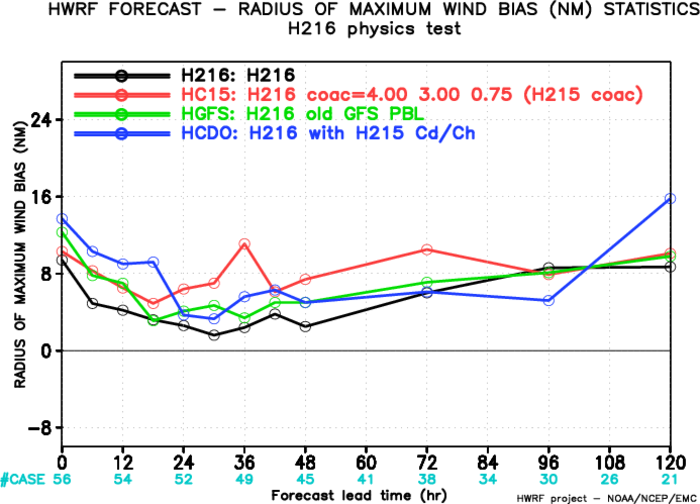 HWRF FORECAST – RADIUS OF MAXIMUM WIND BIAS (NM) STATISTICS
H216 physics test
H216: H216
HC15: H216 coac=4.00 3.00 0.75 (H215 coac)
HGFS: H216 old GFS PBL
HCDO: H216 with H215 Cd/Ch
RADIUS OF MAXIMUM WIND BIAS (NM)
24
16
8
0
-8
0 12 24 36 48 60 72 84 96 108 120
#CASE 56 54 52 49 45 41 38 34 30 26 21
Forecast lead time (hr)
HWRF project – NOAA/NCEP/EMC